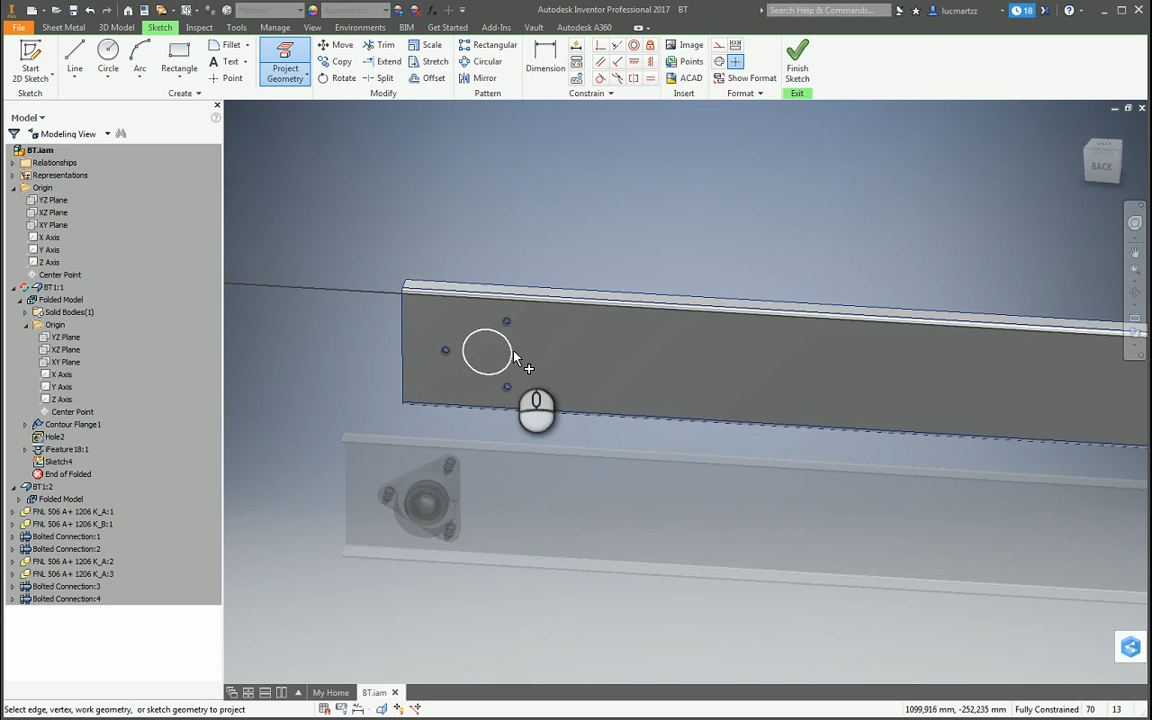 Material
Appearances
Autodesk Inventor Professional 2017   BT
Search Help & Commands...
lucmartzz
18
File
Sheet Metal
3D Model
Sketch
Inspect
Tools
Manage
View
Environments
BIM
Get Started
Add-Ins
Vault
Autodesk A360
Start
2D Sketch
Line
Circle
Arc
Rectangle
Fillet
Text
Point
Project
Geometry
Move
Copy
Rotate
Trim
Extend
Split
Scale
Stretch
Offset
Rectangular
Circular
Mirror
Dimension
Image
Points
ACAD
Show Format
Finish
Sketch
Sketch
Create
Modify
Pattern
Constrain
Insert
Format
Exit
Model
Modeling View
BT.iam
Relationships
Representations
Origin
YZ Plane
XZ Plane
XY Plane
X Axis
Y Axis
Z Axis
Center Point
BT1:1
Folded Model
Solid Bodies(1)
Origin
YZ Plane
XZ Plane
XY Plane
X Axis
Y Axis
Z Axis
Center Point
Contour Flange1
Hole2
iFeature18:1
Sketch4
End of Folded
BT1:2
Folded Model
FNL 506 A+ 1206 K_A:1
FNL 506 A+ 1206 K_B:1
Bolted Connection:1
Bolted Connection:2
FNL 506 A+ 1206 K_A:2
FNL 506 A+ 1206 K_A:3
Bolted Connection:3
Bolted Connection:4
BACK
My Home
BT.iam
Select edge, vertex, work geometry, or sketch geometry to project
1099,916 mm, -252,235 mm
Fully Constrained
70
13